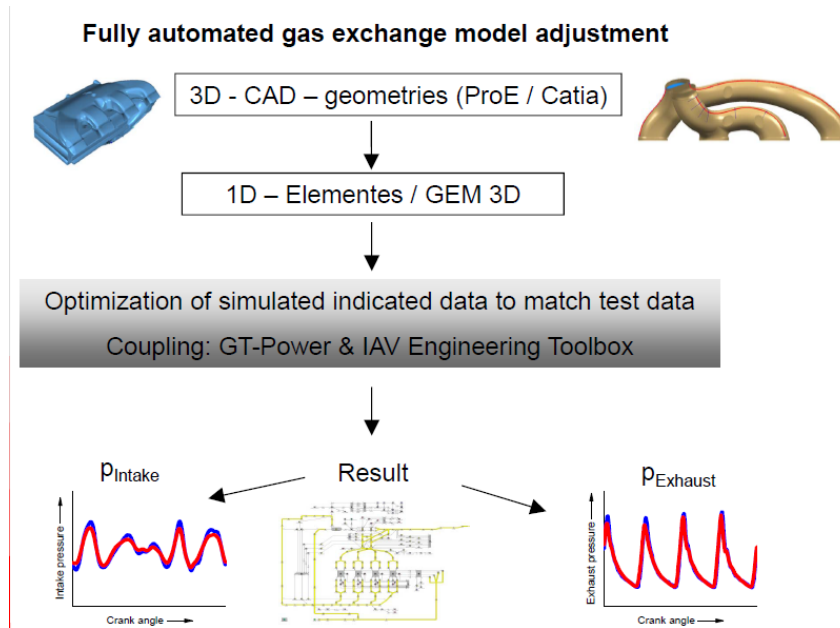 Fully automated gas exchange model adjustment
3D - CAD – geometries (ProE / Catia)
1D – Elementes / GEM 3D
Optimization of simulated indicated data to match test data
Coupling: GT-Power & IAV Engineering Toolbox
pIntake
Result
pExhaust
Intake pressure
Crank angle
Exhaust pressure
Crank angle